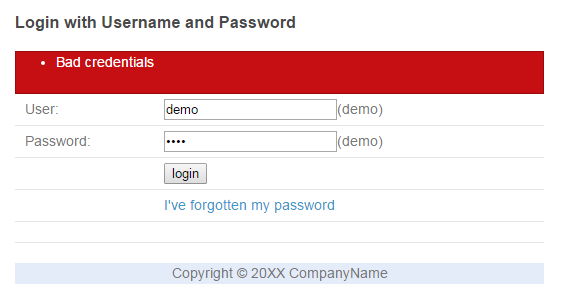 Login with Username and Password
• Bad credentials
User: demo (demo)
Password: •••• (demo)
login
I've forgotten my password
Copyright © 20XX CompanyName